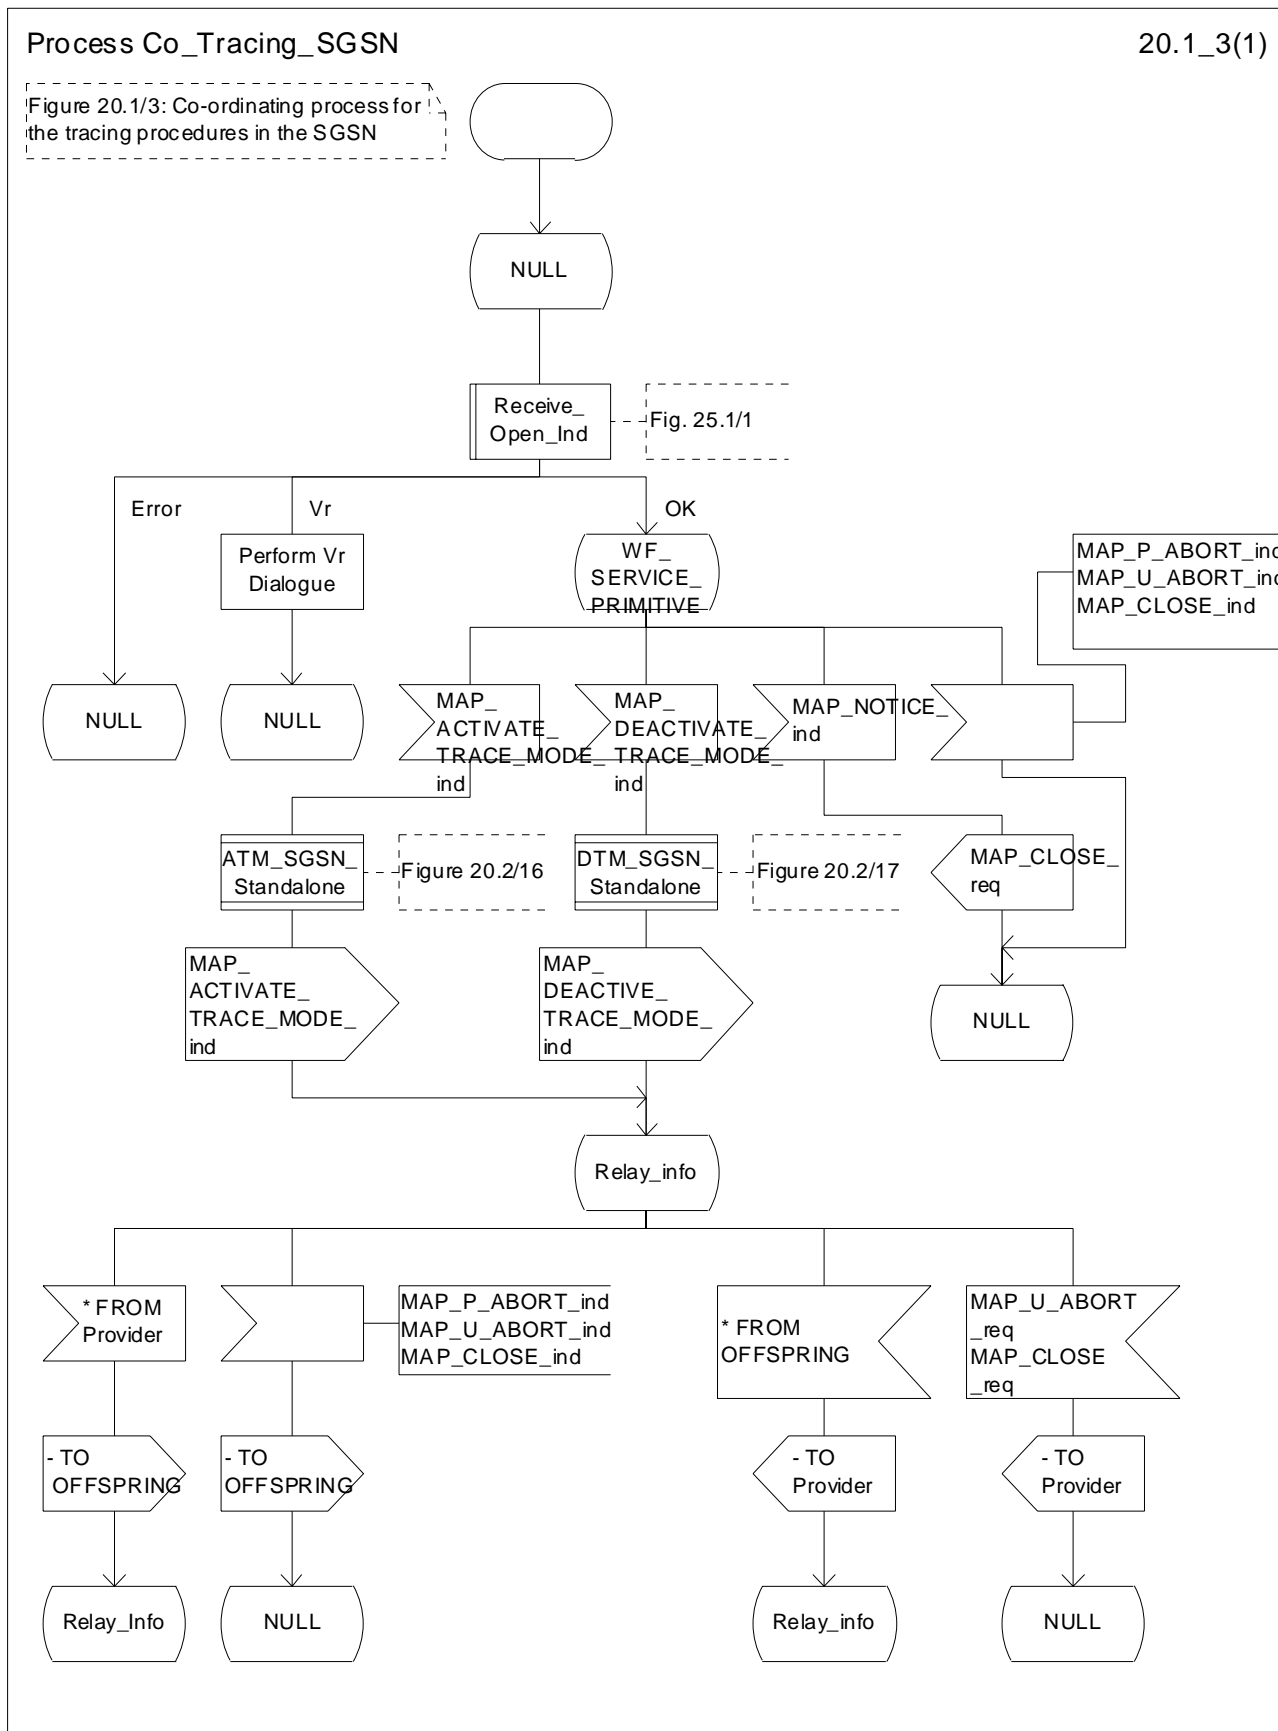 Process Co_Tracing_SGSN
20.1_3(1)
Figure 20.1/3: Co-ordinating process for
the tracing procedures in the SGSN
NULL
Receive_
Open_Ind
Fig. 25.1/1
Error
Vr
OK
Perform Vr
Dialogue
WF_
SERVICE_
PRIMITIVE
MAP_P_ABORT_ind
MAP_U_ABORT_ind
MAP_CLOSE_ind
NULL
NULL
MAP_
ACTIVATE_
TRACE_MODE_
ind
MAP_
DEACTIVATE_
TRACE_MODE_
ind
MAP_NOTICE_
ind
ATM_SGSN_
Standalone
Figure 20.2/16
DTM_SGSN_
Standalone
Figure 20.2/17
MAP_CLOSE_
req
MAP_
ACTIVATE_
TRACE_MODE_
ind
MAP_
DEACTIVE_
TRACE_MODE_
ind
NULL
Relay_info
* FROM
Provider
MAP_P_ABORT_ind
MAP_U_ABORT_ind
MAP_CLOSE_ind
* FROM
OFFSPRING
MAP_U_ABORT
_req
MAP_CLOSE
_req
- TO
OFFSPRING
- TO
OFFSPRING
- TO
Provider
- TO
Provider
Relay_Info
NULL
Relay_info
NULL